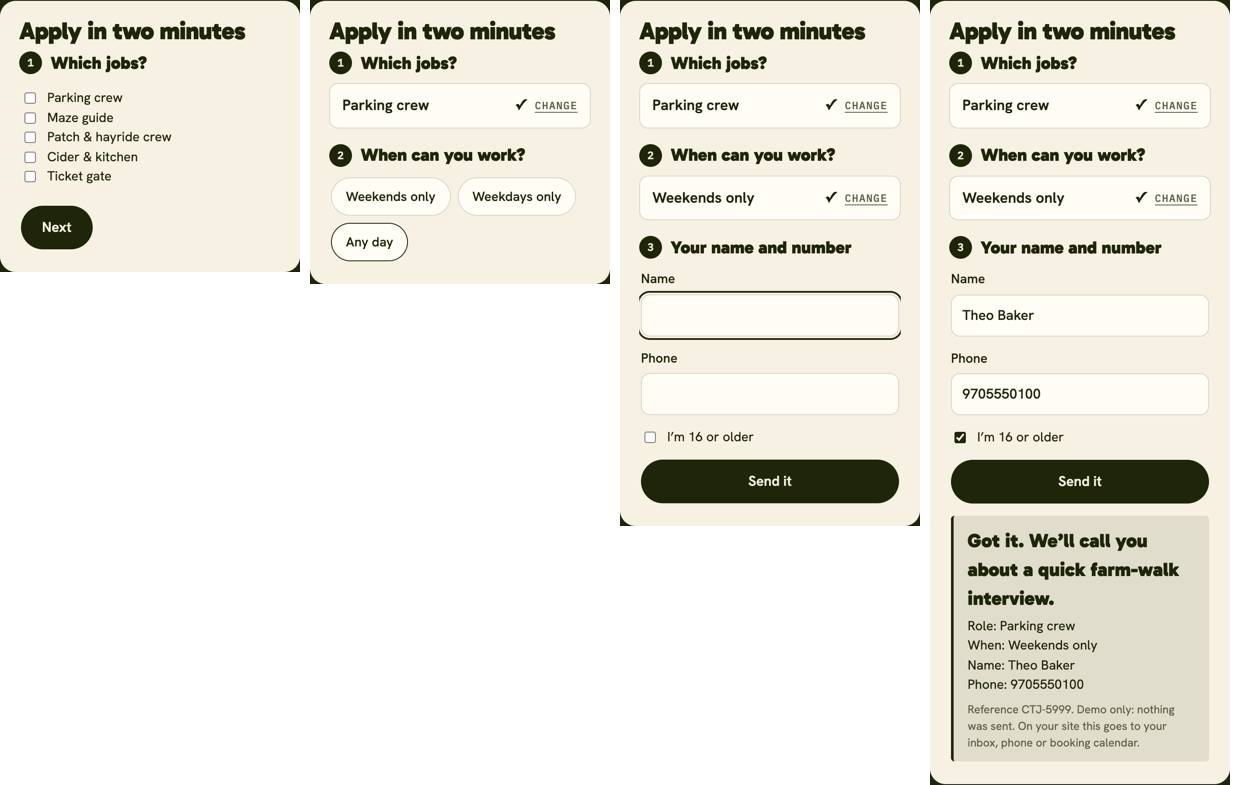 Apply in two minutes
1 Which jobs?
Parking crew
Maze guide
Patch & hayride crew
Cider & kitchen
Ticket gate
Next
Apply in two minutes
1 Which jobs?
Parking crew ✓ CHANGE
2 When can you work?
Weekends only Weekdays only
Any day
Apply in two minutes
1 Which jobs?
Parking crew ✓ CHANGE
2 When can you work?
Weekends only ✓ CHANGE
3 Your name and number
Name
Phone
I’m 16 or older
Send it
Apply in two minutes
1 Which jobs?
Parking crew ✓ CHANGE
2 When can you work?
Weekends only ✓ CHANGE
3 Your name and number
Name
Theo Baker
Phone
9705550100
I’m 16 or older
Send it
Got it. We’ll call you
about a quick farm-walk
interview.
Role: Parking crew
When: Weekends only
Name: Theo Baker
Phone: 9705550100
Reference CTJ-5999. Demo only: nothing
was sent. On your site this goes to your
inbox, phone or booking calendar.